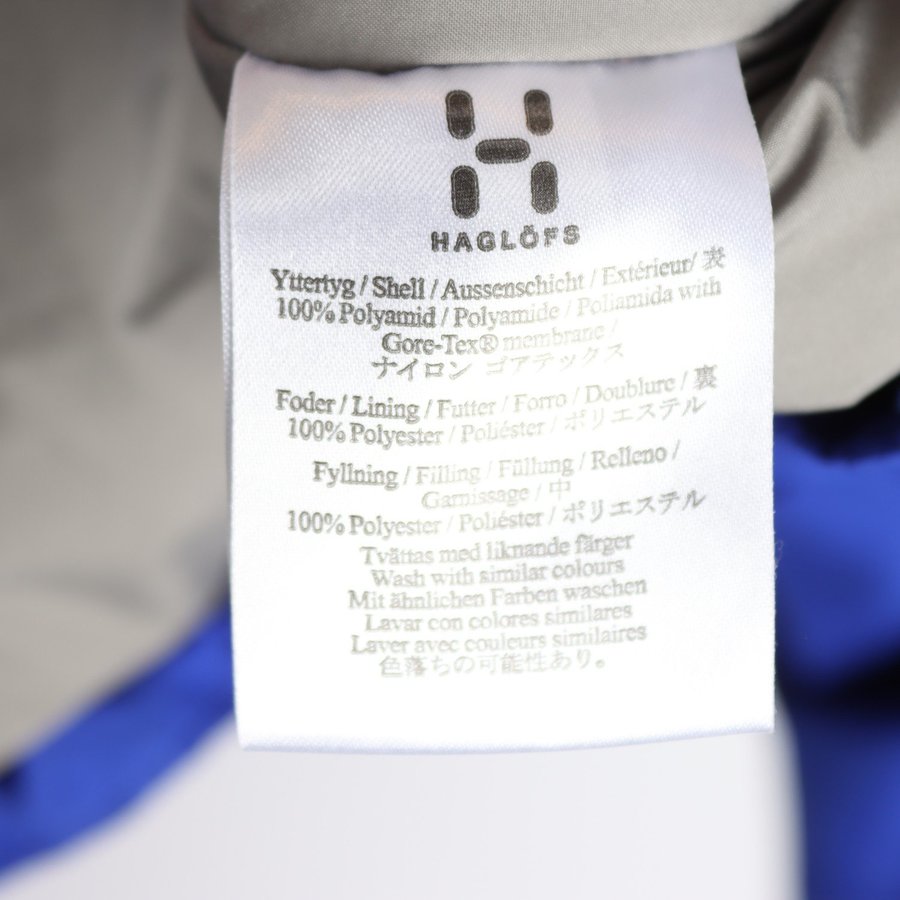 HAGLÖFS
Yttertyg / Shell / Aussenschicht / Extérieur/ 表
100% Polyamid / Polyamide / Poliamida with
Gore-Tex® membrane /
ナイロン ゴアテックス
Foder / Lining / Futter / Forro / Doublure / 裏
100% Polyester / Poliéster / ポリエステル
Fyllning / Filling / Füllung / Relleno /
Garnissage / 中
100% Polyester / Poliéster / ポリエステル
Tvättas med liknande färger
Wash with similar colours
Mit ähnlichen Farben waschen
Lavar con colores similares
Laver avec couleurs similaires
色落ちの可能性あり。